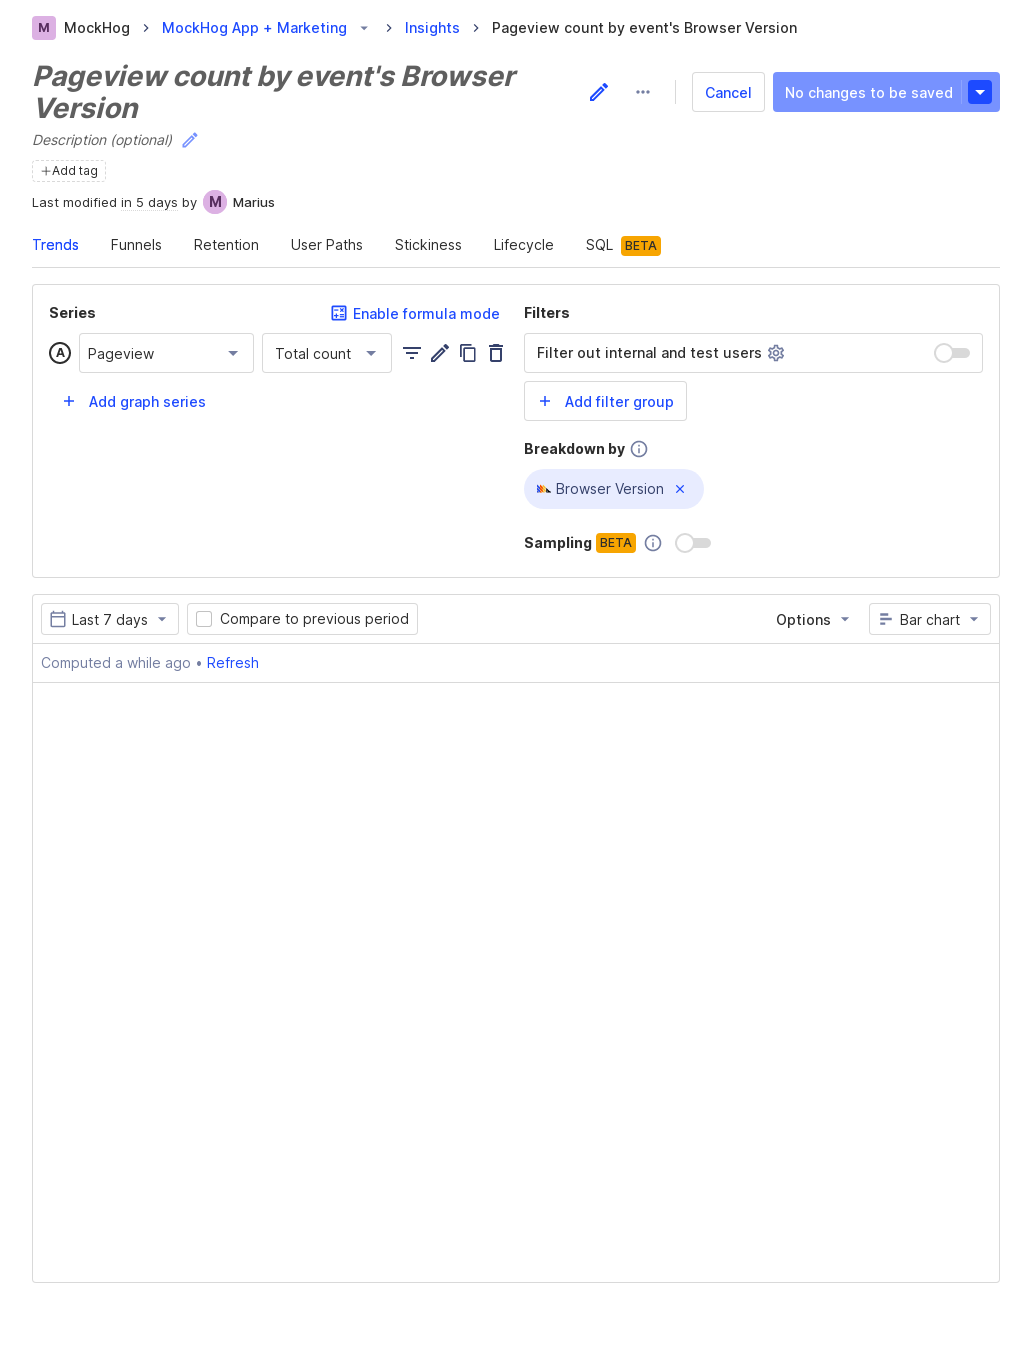 M MockHog > MockHog App + Marketing > Insights > Pageview count by event's Browser Version
Pageview count by event's Browser
Version
Cancel
No changes to be saved
Description (optional)
+Add tag
Last modified in 5 days by M Marius
Trends Funnels Retention User Paths Stickiness Lifecycle SQL BETA
Series
Enable formula mode
A Pageview Total count
+ Add graph series
Filters
Filter out internal and test users
+ Add filter group
Breakdown by
Browser Version
Sampling BETA
Last 7 days Compare to previous period Options Bar chart
Computed a while ago • Refresh